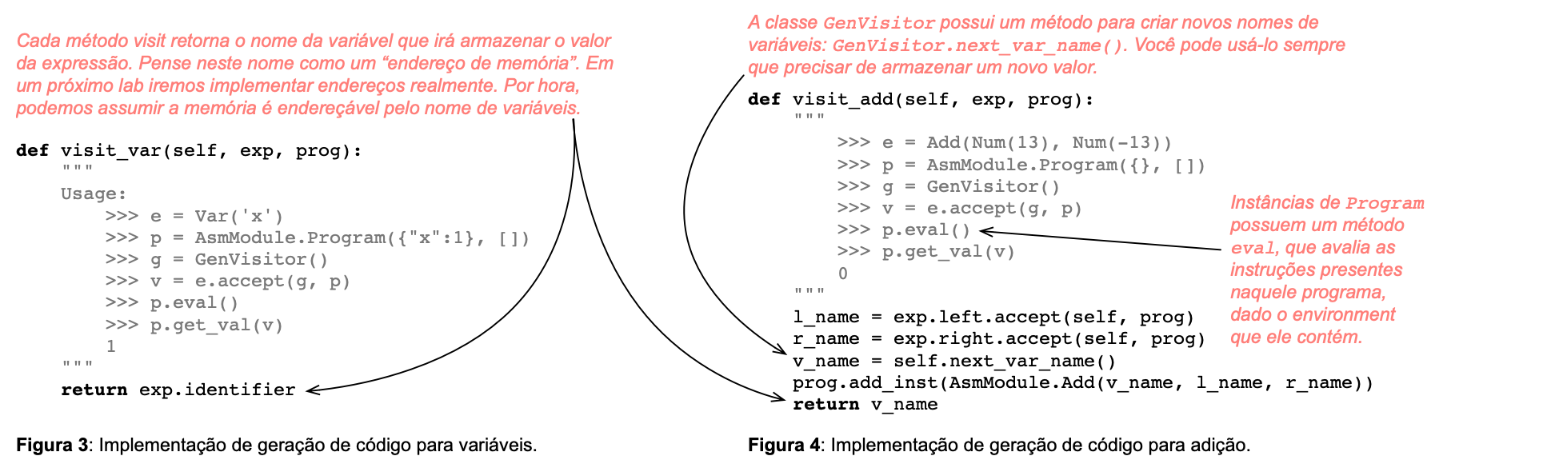 Cada método visit retorna o nome da variável que irá armazenar o valor
da expressão. Pense neste nome como um “endereço de memória”. Em
um próximo lab iremos implementar endereços realmente. Por hora,
podemos assumir a memória é endereçável pelo nome de variáveis.
def visit_var(self, exp, prog):
"""
Usage:
>>> e = Var('x')
>>> p = AsmModule.Program({"x":1}, [])
>>> g = GenVisitor()
>>> v = e.accept(g, p)
>>> p.eval()
>>> p.get_val(v)
1
"""
return exp.identifier
Figura 3: Implementação de geração de código para variáveis.
A classe GenVisitor possui um método para criar novos nomes de
variáveis: GenVisitor.next_var_name(). Você pode usá-lo sempre
que precisar de armazenar um novo valor.
def visit_add(self, exp, prog):
"""
>>> e = Add(Num(13), Num(-13))
>>> p = AsmModule.Program({}, [])
>>> g = GenVisitor()
>>> v = e.accept(g, p)
>>> p.eval()
>>> p.get_val(v)
0
"""
l_name = exp.left.accept(self, prog)
r_name = exp.right.accept(self, prog)
v_name = self.next_var_name()
prog.add_inst(AsmModule.Add(v_name, l_name, r_name))
return v_name
Instâncias de Program
possuem um método
eval, que avalia as
instruções presentes
naquele programa,
dado o environment
que ele contém.
Figura 4: Implementação de geração de código para adição.